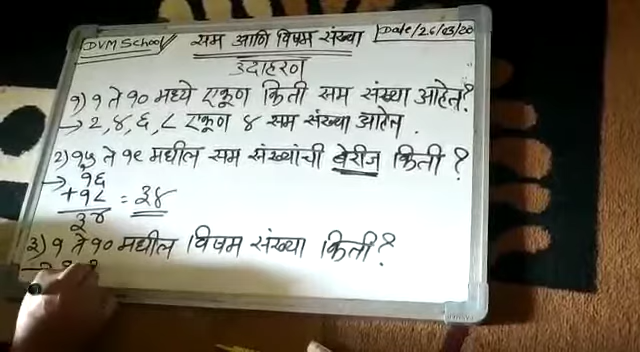 DVM School सम आणि विषम संख्या Date/26/03/20
उदाहरण
१) १ ते १० मध्ये एकूण किती सम संख्या आहेत?
→ २, ४, ६, ८ एकूण ४ सम संख्या आहेत.
२) १५ ते १९ मधील सम संख्यांची बेरीज किती?
→ १६
+१८ = ३४
३४
३) १ ते १० मधील विषम संख्या किती?